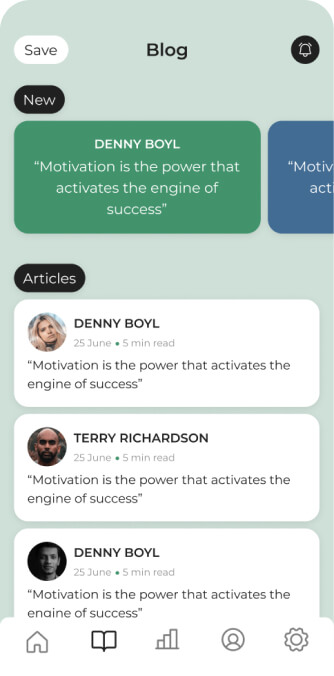 Save
Blog
New
DENNY BOYL
“Motivation is the power that
activates the engine of
success”
“Motiv
acti
Articles
DENNY BOYL
25 June • 5 min read
“Motivation is the power that activates the
engine of success”
TERRY RICHARDSON
25 June • 5 min read
“Motivation is the power that activates the
engine of success”
DENNY BOYL
25 June • 5 min read
“Motivation is the power that activates the
engine of success”